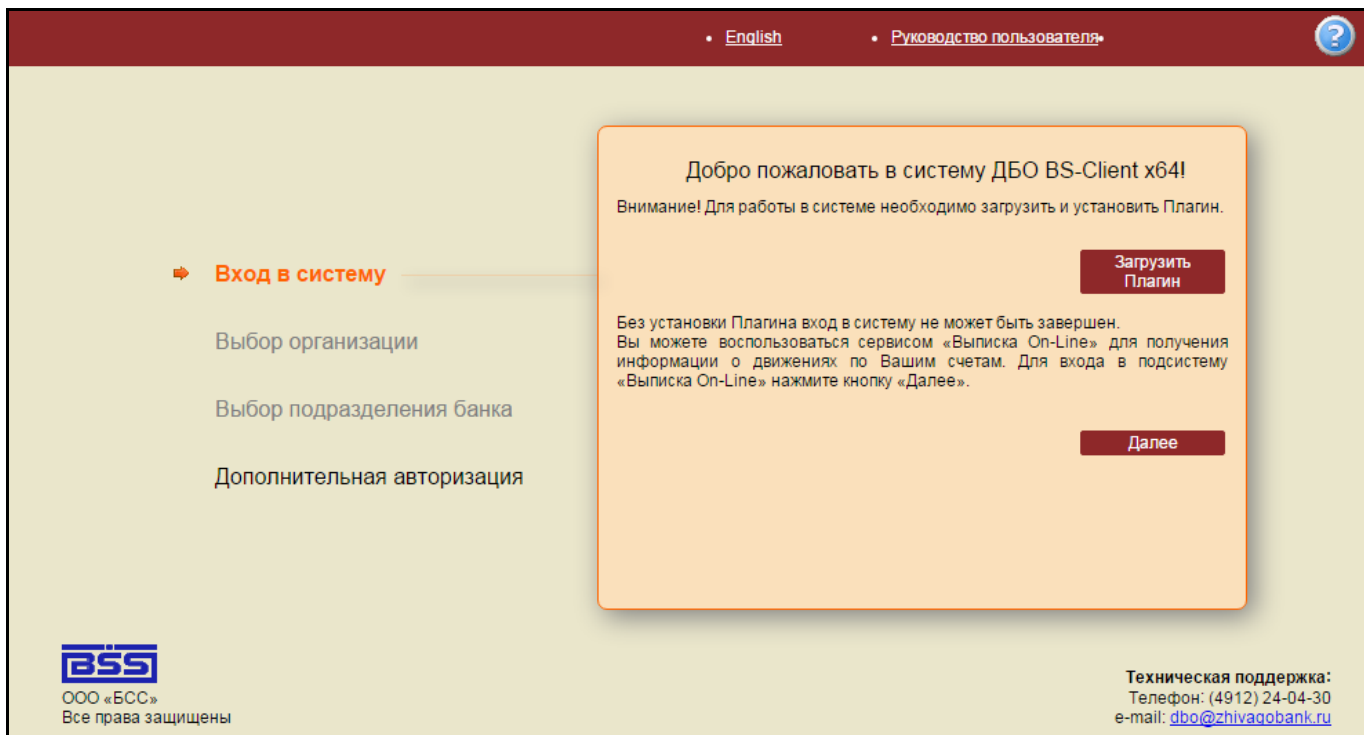 English
Руководство пользователя
?
Добро пожаловать в систему ДБО BS-Client x64!
Внимание! Для работы в системе необходимо загрузить и установить Плагин.
Загрузить
Плагин
Без установки Плагина вход в систему не может быть завершен.
Вы можете воспользоваться сервисом «Выписка On-Line» для получения
информации о движениях по Вашим счетам. Для входа в подсистему
«Выписка On-Line» нажмите кнопку «Далее».
Далее
Вход в систему
Выбор организации
Выбор подразделения банка
Дополнительная авторизация
BSS
ООО «БСС»
Все права защищены
Техническая поддержка:
Телефон: (4912) 24-04-30
e-mail: dbo@zhivagobank.ru